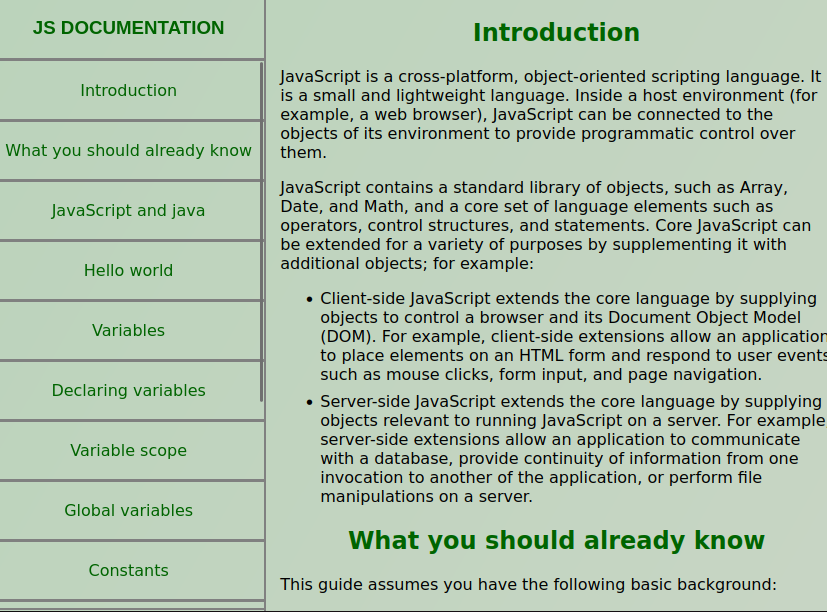 JS DOCUMENTATION
Introduction
What you should already know
JavaScript and java
Hello world
Variables
Declaring variables
Variable scope
Global variables
Constants
Introduction
JavaScript is a cross-platform, object-oriented scripting language. It
is a small and lightweight language. Inside a host environment (for
example, a web browser), JavaScript can be connected to the
objects of its environment to provide programmatic control over
them.
JavaScript contains a standard library of objects, such as Array,
Date, and Math, and a core set of language elements such as
operators, control structures, and statements. Core JavaScript can
be extended for a variety of purposes by supplementing it with
additional objects; for example:
• Client-side JavaScript extends the core language by supplying
objects to control a browser and its Document Object Model
(DOM). For example, client-side extensions allow an application
to place elements on an HTML form and respond to user events
such as mouse clicks, form input, and page navigation.
• Server-side JavaScript extends the core language by supplying
objects relevant to running JavaScript on a server. For example
server-side extensions allow an application to communicate
with a database, provide continuity of information from one
invocation to another of the application, or perform file
manipulations on a server.
What you should already know
This guide assumes you have the following basic background: